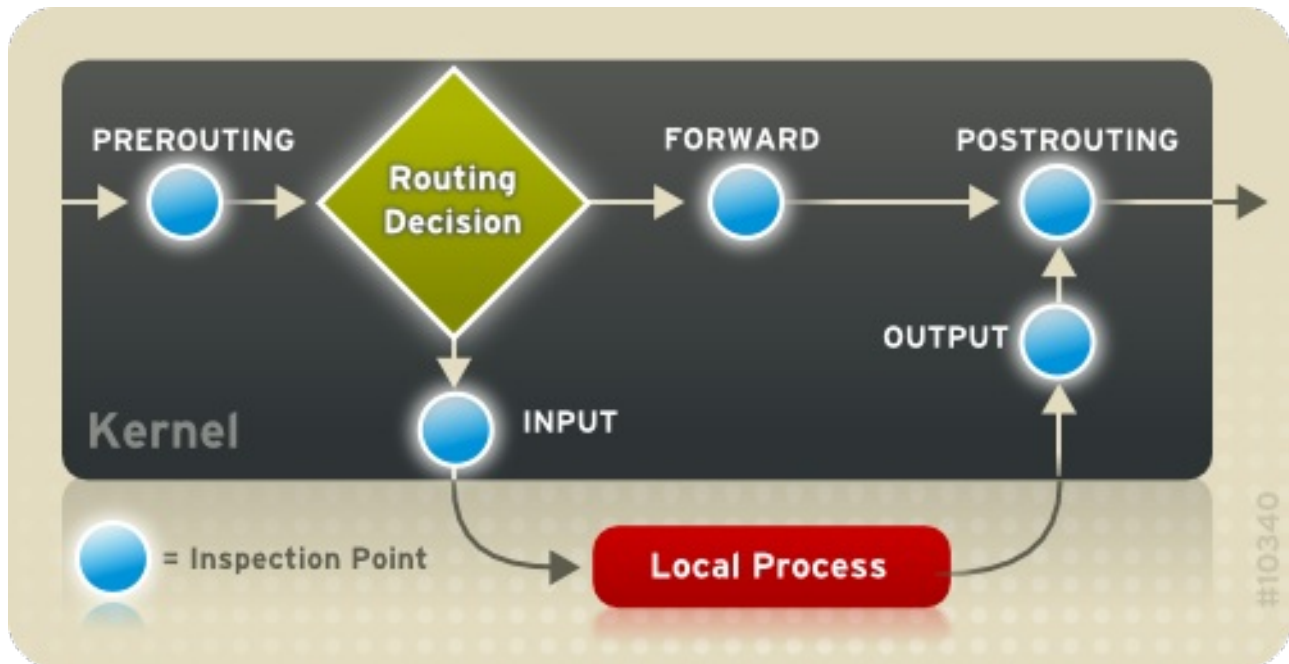 PREROUTING
Routing
Decision
FORWARD
POSTROUTING
OUTPUT
INPUT
Kernel
= Inspection Point
Local Process
#10340